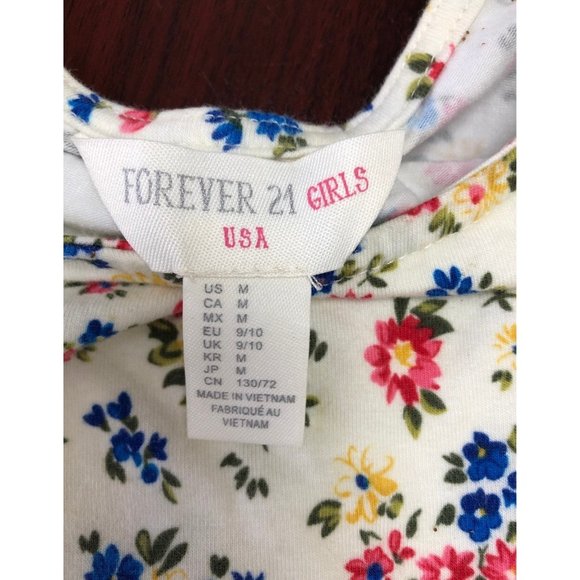 FOREVER 21 GIRLS
USA
US M
CA M
MX M
EU 9/10
UK 9/10
KR M
JP M
CN 130/72
MADE IN VIETNAM
FABRIQUÉ AU
VIETNAM